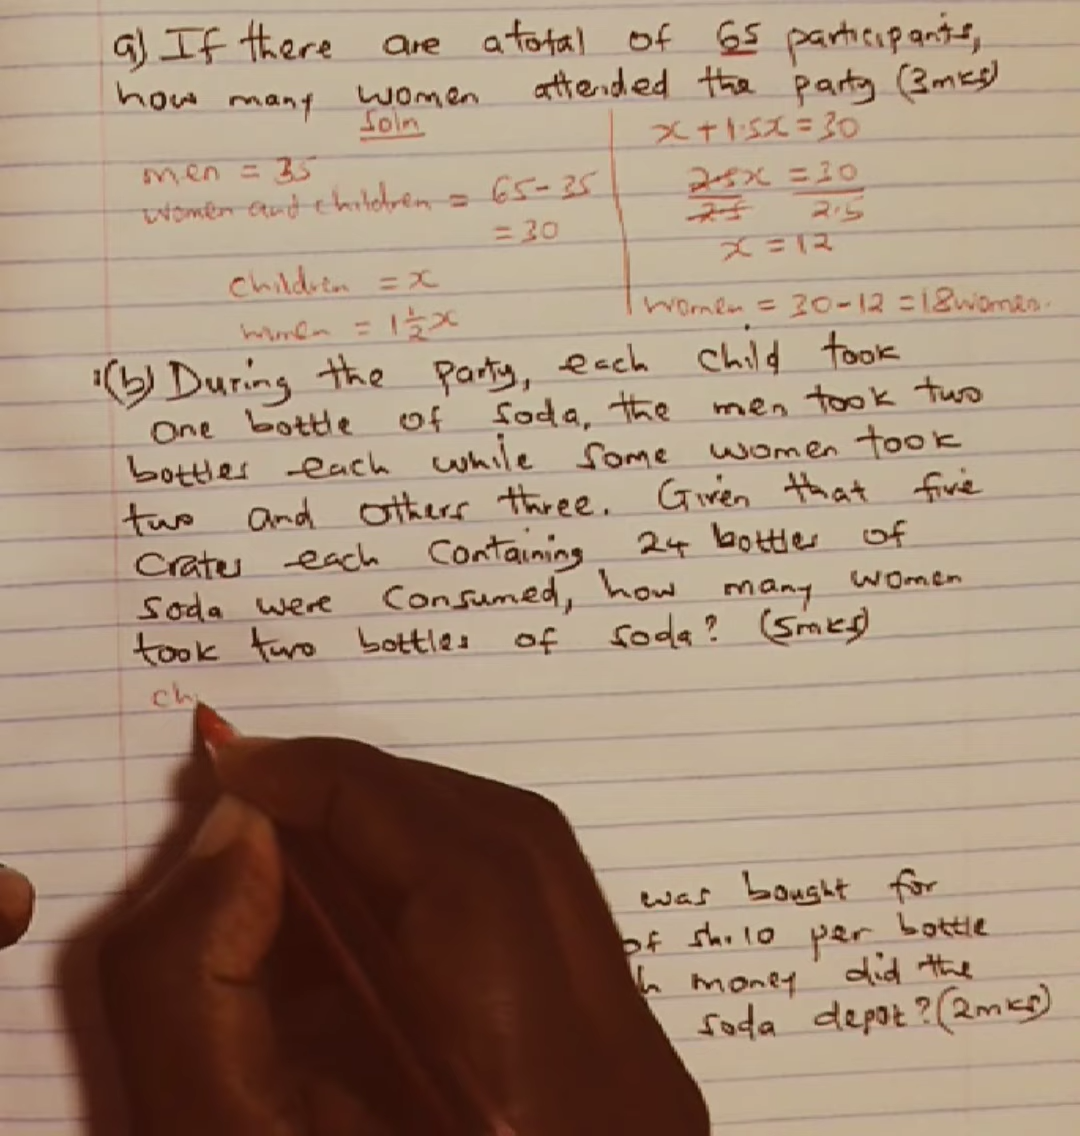 a) If there are a total of 65 participants,
how many women attended the party (3mks)
Soln
men = 35
women and children = 65-35
= 30
children = x
women = 1 1/2 x
x + 1.5x = 30
2.5x = 30
2.5 2.5
x = 12
women = 30-12 = 18 women.
(b) During the party, each child took
one bottle of soda, the men took two
bottles each while some women took
two and others three. Given that five
crates each containing 24 bottles of
soda were consumed, how many women
took two bottles of soda? (5mks)
ch
was bought for
of sh.10 per bottle
money did the
soda depot? (2mks)